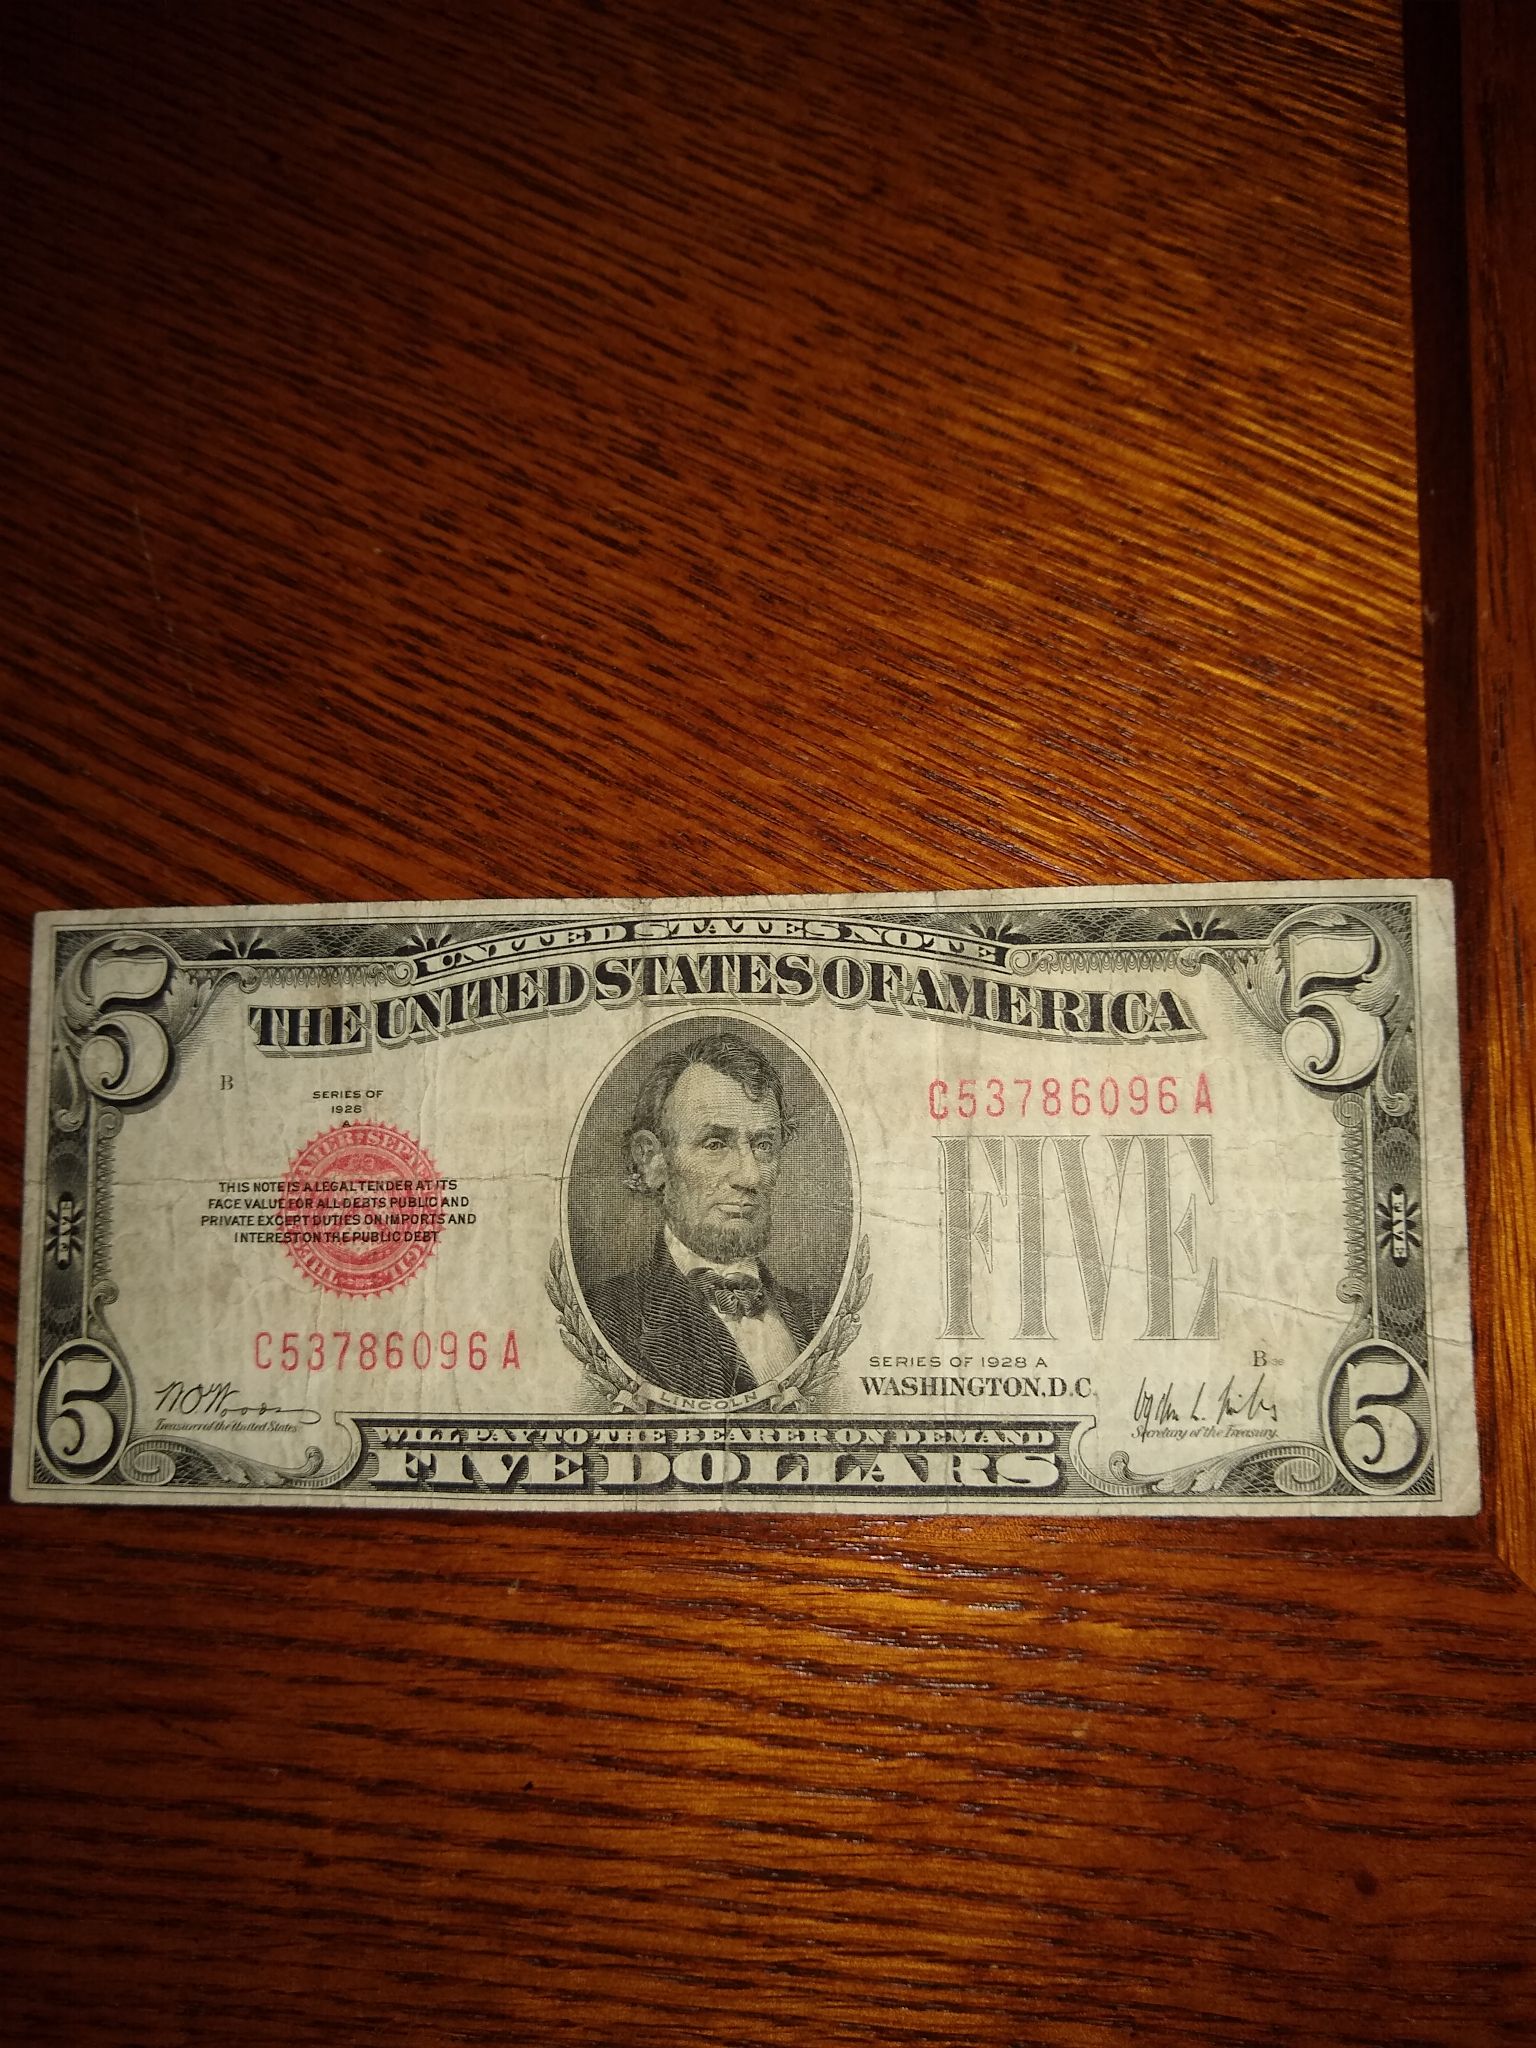 UNITED STATES NOTE
THE UNITED STATES OF AMERICA
5
5
B
SERIES OF
1928
A
C53786096A
THIS NOTE IS A LEGAL TENDER AT ITS
FACE VALUE FOR ALL DEBTS PUBLIC AND
PRIVATE EXCEPT DUTIES ON IMPORTS AND
INTEREST ON THE PUBLIC DEBT
FIVE
FIVE
FIVE
C53786096A
SERIES OF 1928 A
WASHINGTON, D.C.
B
LINCOLN
Treasurer of the United States
Secretary of the Treasury.
5
5
WILL PAY TO THE BEARER ON DEMAND
FIVE DOLLARS